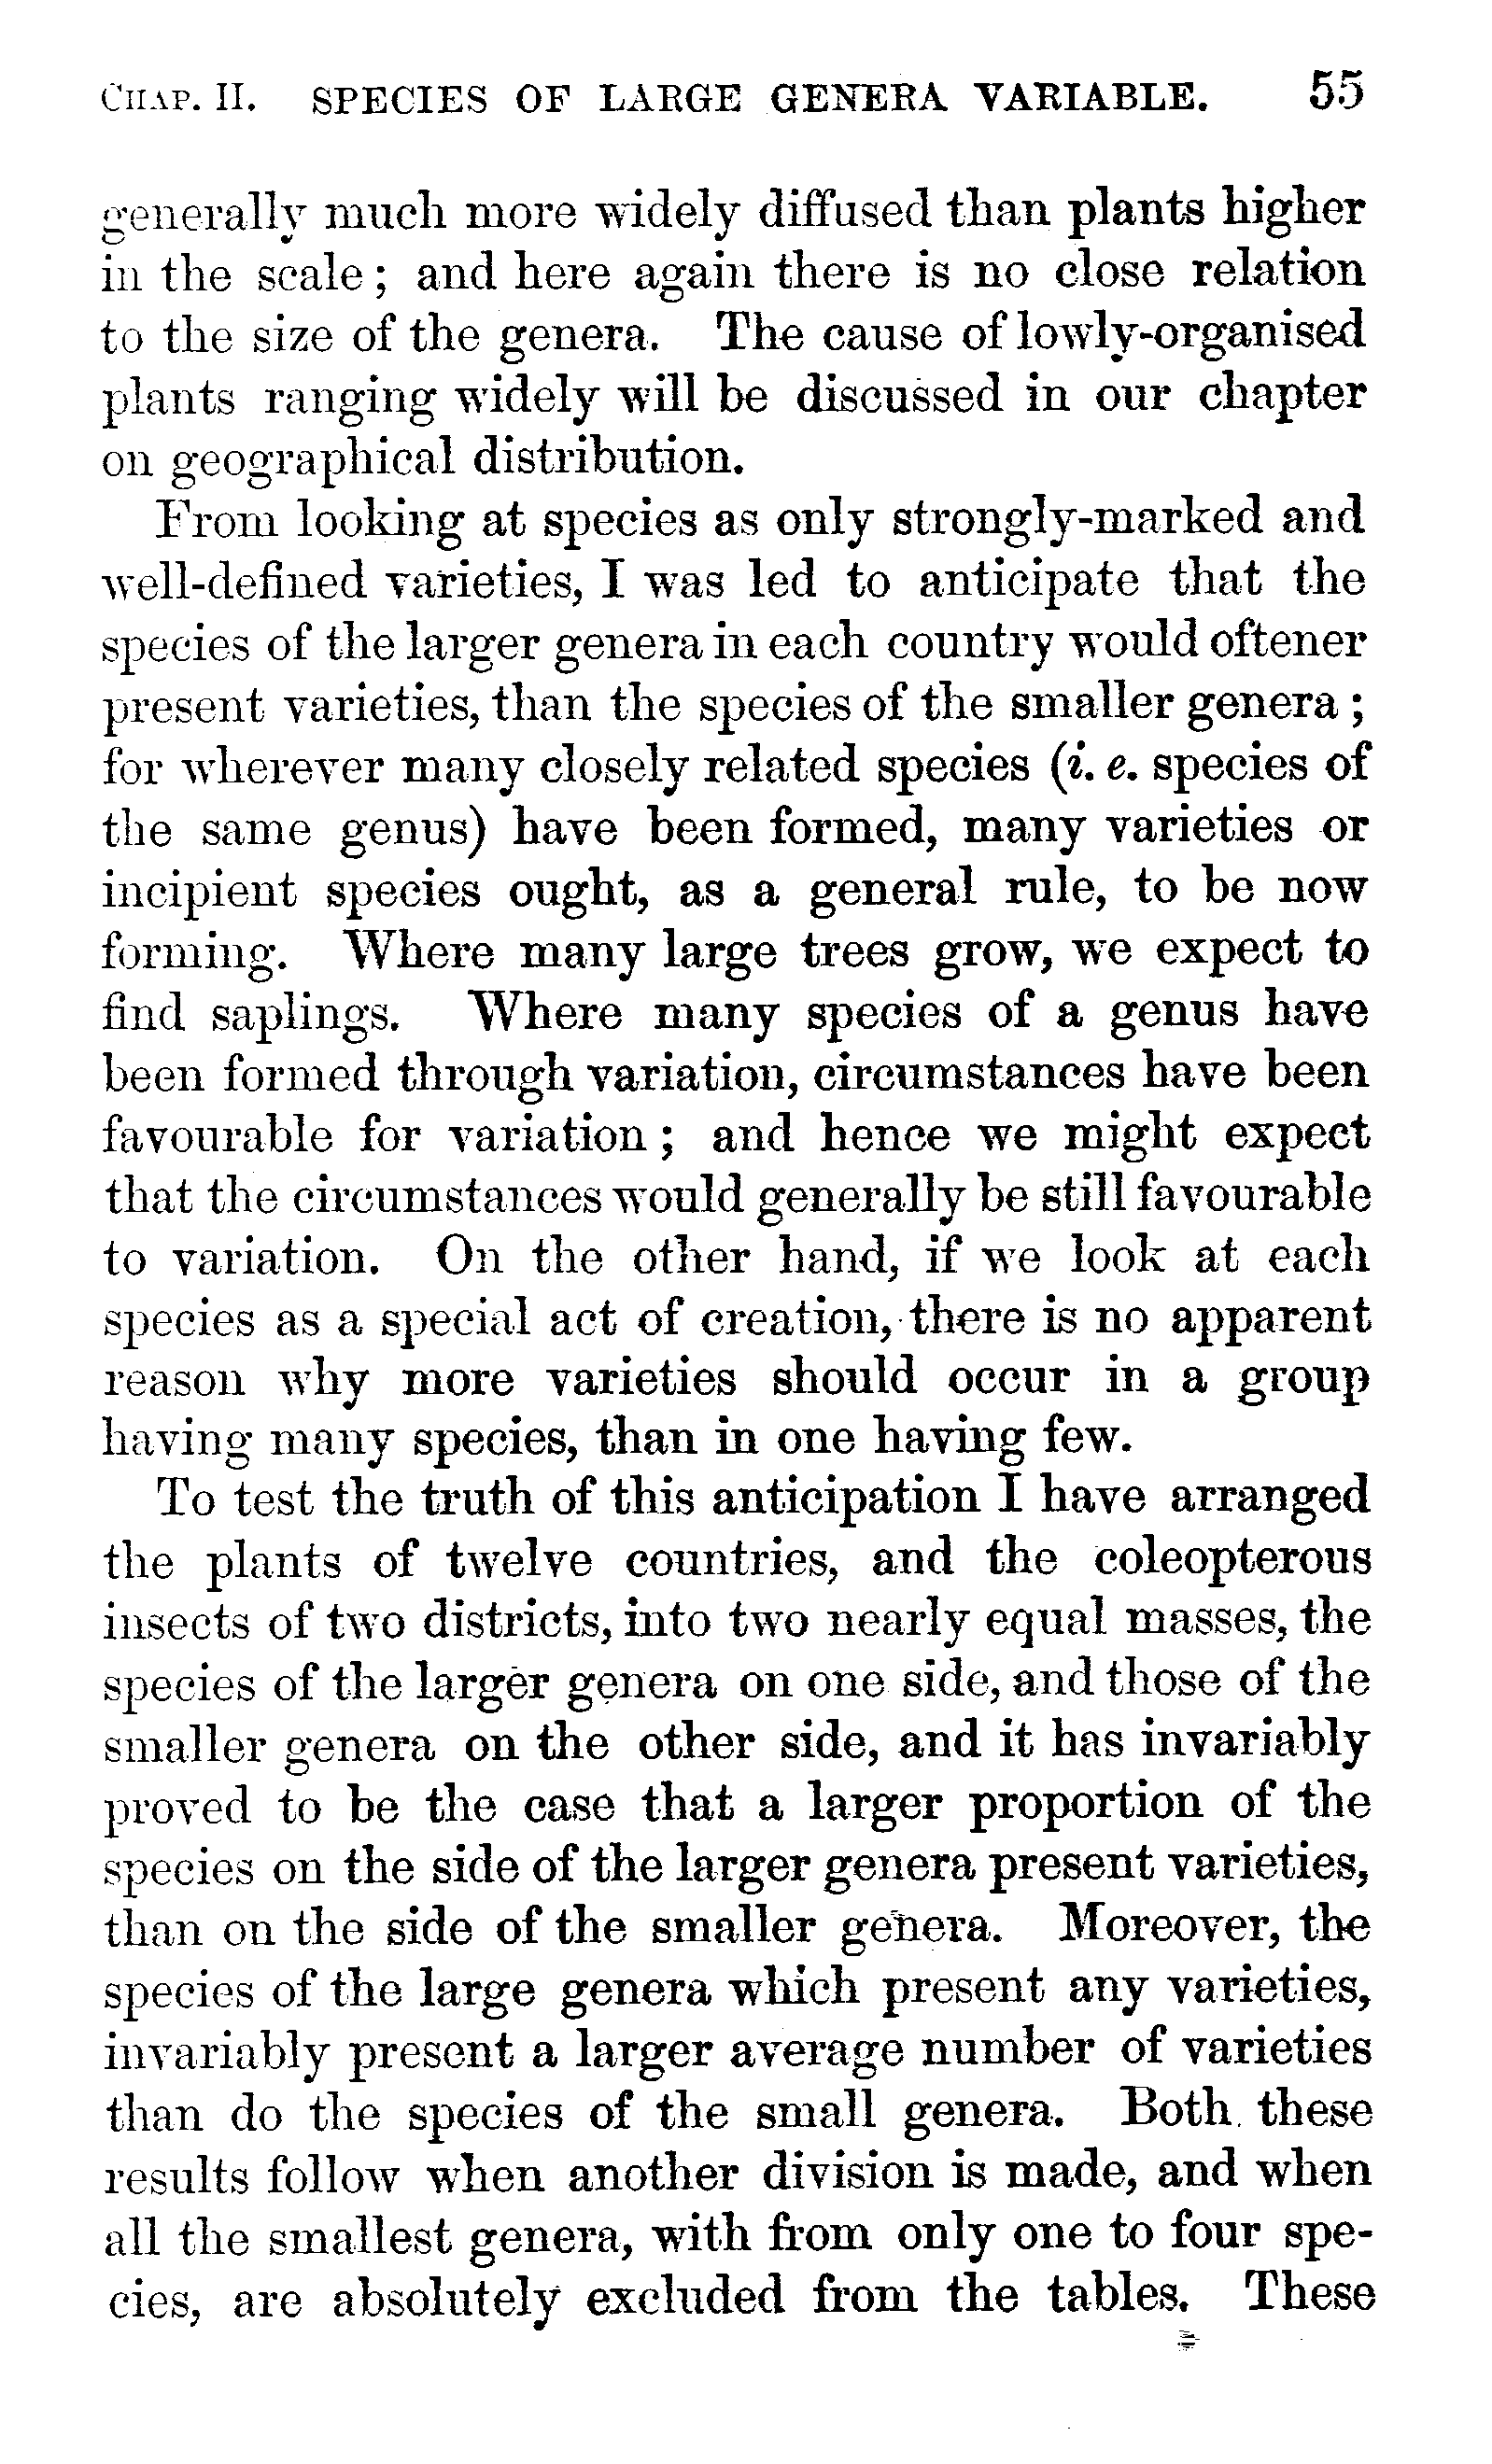 CHAP. II. SPECIES OF LARGE GENERA VARIABLE. 55
generally much more widely diffused than plants higher
in the scale; and here again there is no close relation
to the size of the genera. The cause of lowly-organised
plants ranging widely will be discussed in our chapter
on geographical distribution.
From looking at species as only strongly-marked and
well-defined varieties, I was led to anticipate that the
species of the larger genera in each country would oftener
present varieties, than the species of the smaller genera;
for wherever many closely related species (i. e. species of
the same genus) have been formed, many varieties or
incipient species ought, as a general rule, to be now
forming. Where many large trees grow, we expect to
find saplings. Where many species of a genus have
been formed through variation, circumstances have been
favourable for variation; and hence we might expect
that the circumstances would generally be still favourable
to variation. On the other hand, if we look at each
species as a special act of creation, there is no apparent
reason why more varieties should occur in a group
having many species, than in one having few.
To test the truth of this anticipation I have arranged
the plants of twelve countries, and the coleopterous
insects of two districts, into two nearly equal masses, the
species of the larger genera on one side, and those of the
smaller genera on the other side, and it has invariably
proved to be the case that a larger proportion of the
species on the side of the larger genera present varieties,
than on the side of the smaller genera. Moreover, the
species of the large genera which present any varieties,
invariably present a larger average number of varieties
than do the species of the small genera. Both these
results follow when another division is made, and when
all the smallest genera, with from only one to four spe-
cies, are absolutely excluded from the tables. These